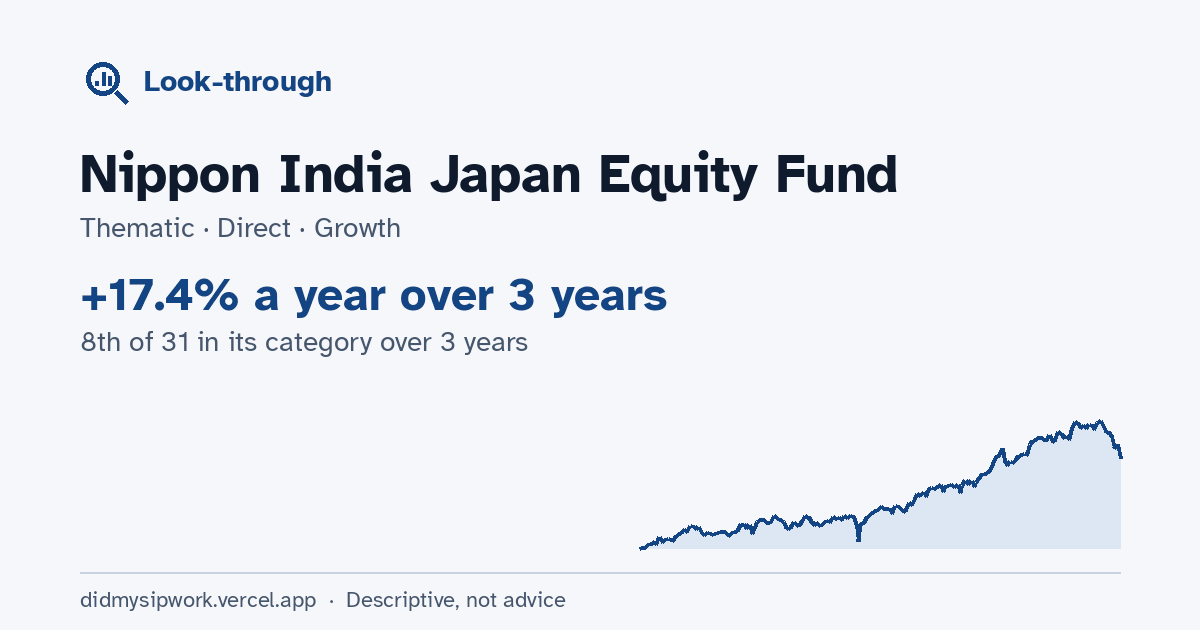 Look-through
Nippon India Japan Equity Fund
Thematic · Direct · Growth
+17.4% a year over 3 years
8th of 31 in its category over 3 years
didmysipwork.vercel.app · Descriptive, not advice